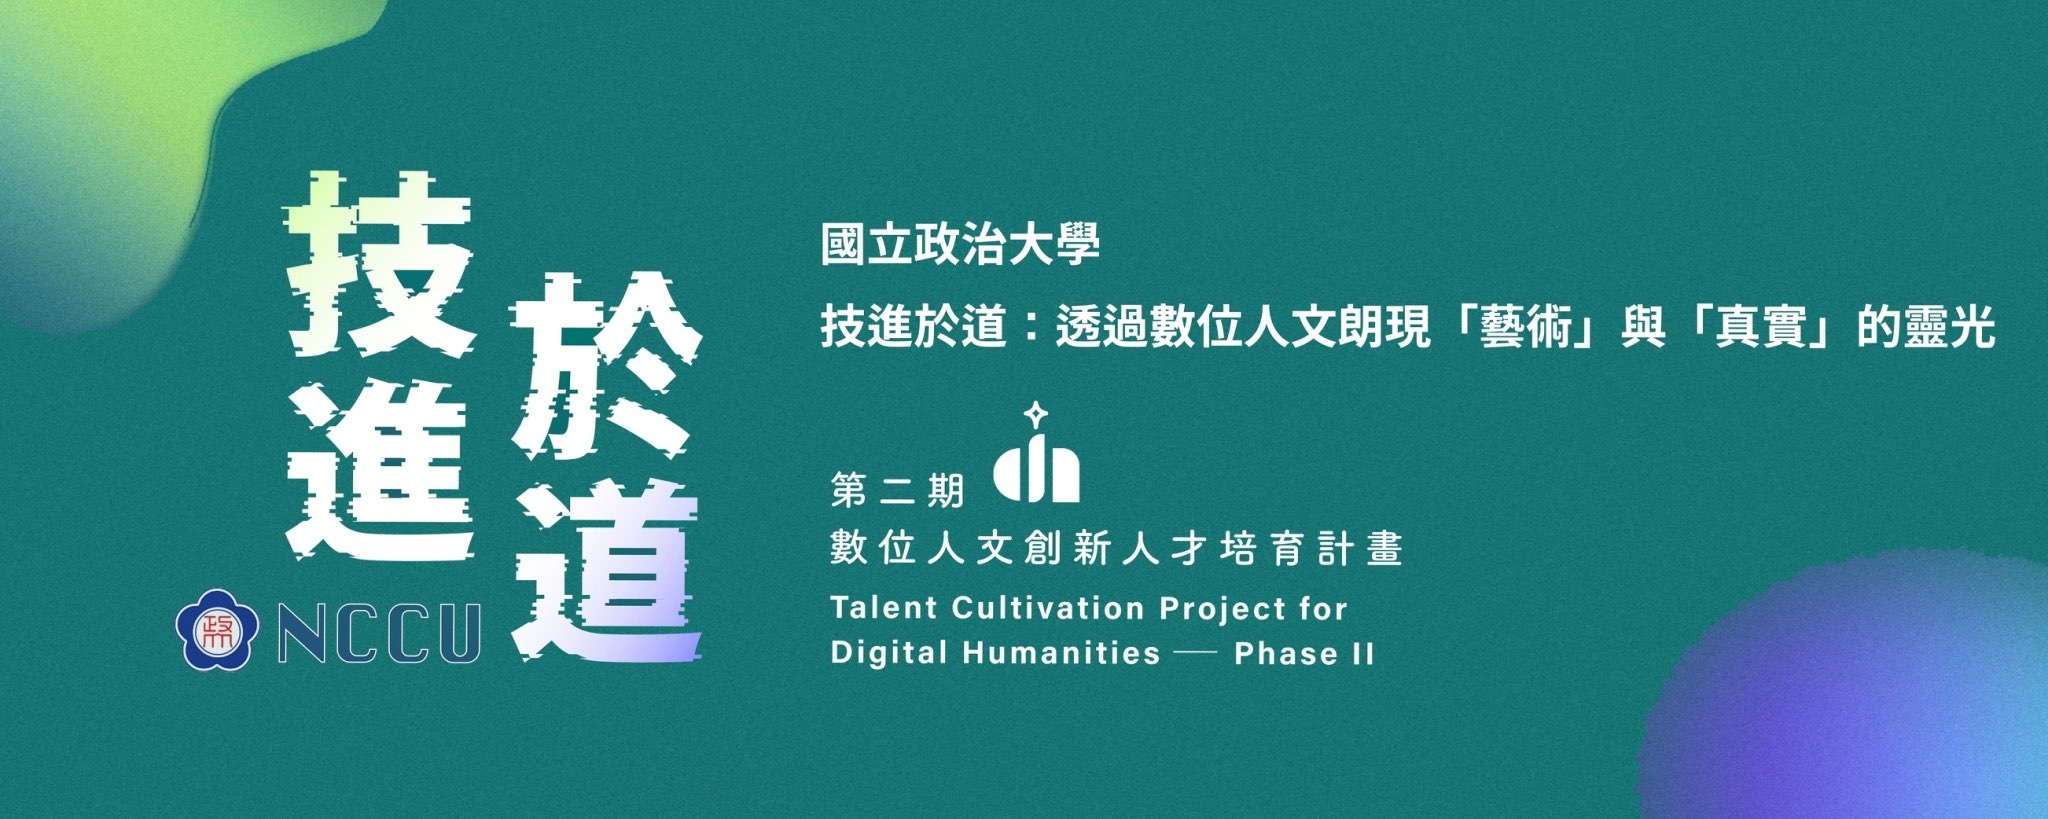 技進
於道
NCCU
國立政治大學
技進於道：透過數位人文朗現「藝術」與「真實」的靈光
第二期
dh
數位人文創新人才培育計畫
Talent Cultivation Project for
Digital Humanities — Phase II